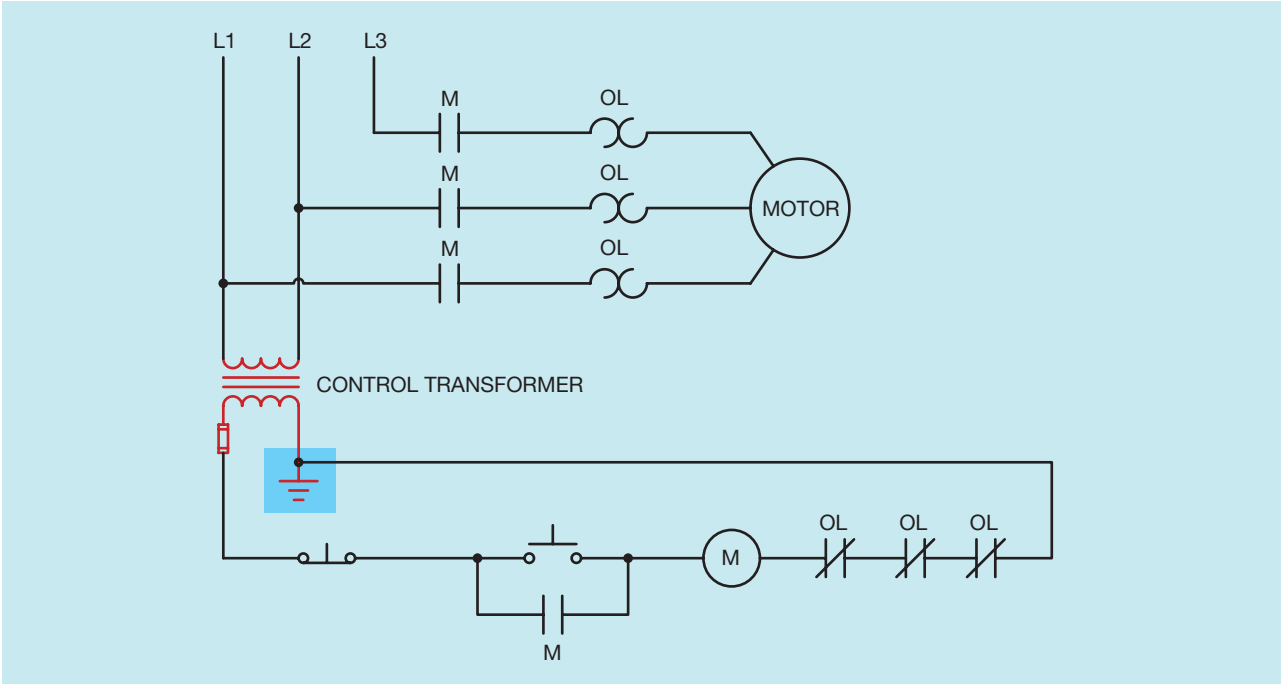 L1 L2 L3
M OL
M OL
MOTOR
M OL
CONTROL TRANSFORMER
OL OL OL
M
M